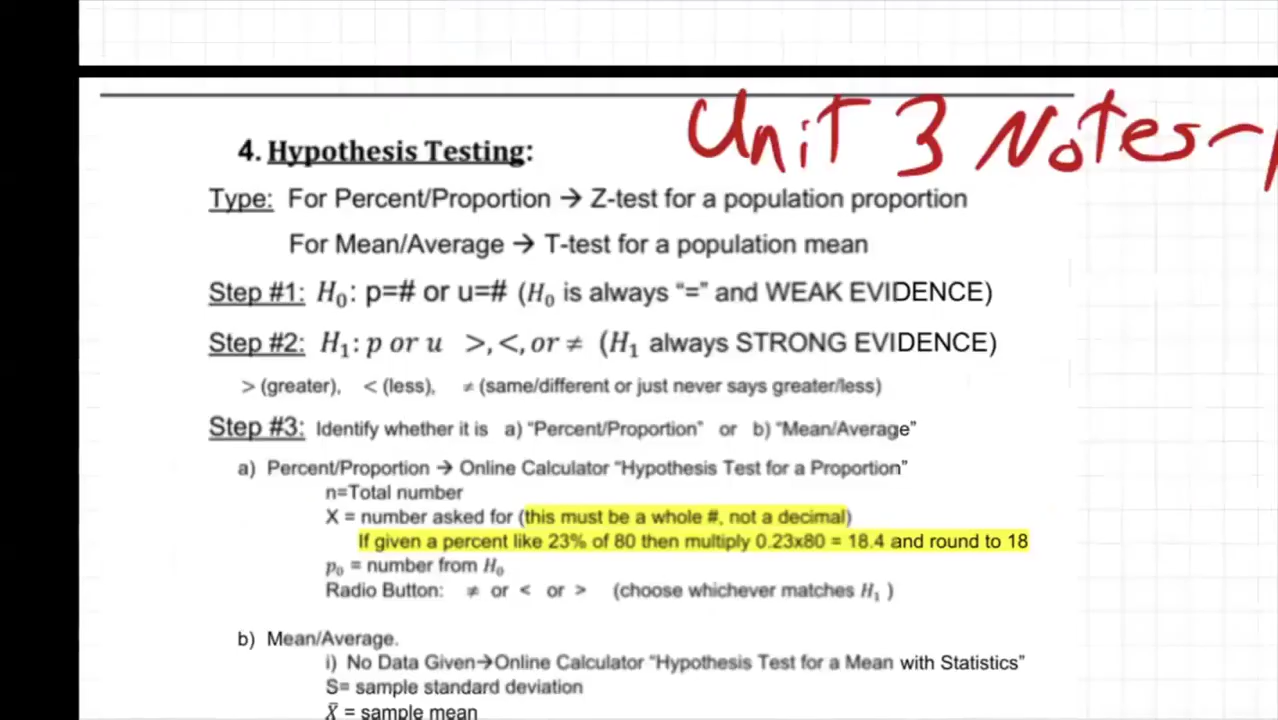 Unit 3 Notes-
4. Hypothesis Testing:
Type: For Percent/Proportion → Z-test for a population proportion
For Mean/Average → T-test for a population mean
Step #1: H₀: p=# or u=# (H₀ is always “=” and WEAK EVIDENCE)
Step #2: H₁: p or u >,<, or ≠ (H₁ always STRONG EVIDENCE)
> (greater), < (less), ≠ (same/different or just never says greater/less)
Step #3: Identify whether it is a) “Percent/Proportion” or b) “Mean/Average”
a) Percent/Proportion → Online Calculator “Hypothesis Test for a Proportion”
n=Total number
X = number asked for (this must be a whole #, not a decimal)
If given a percent like 23% of 80 then multiply 0.23x80 = 18.4 and round to 18
p₀ = number from H₀
Radio Button: ≠ or < or > (choose whichever matches H₁ )
b) Mean/Average.
i) No Data Given→Online Calculator “Hypothesis Test for a Mean with Statistics”
S= sample standard deviation
X̄ = sample mean